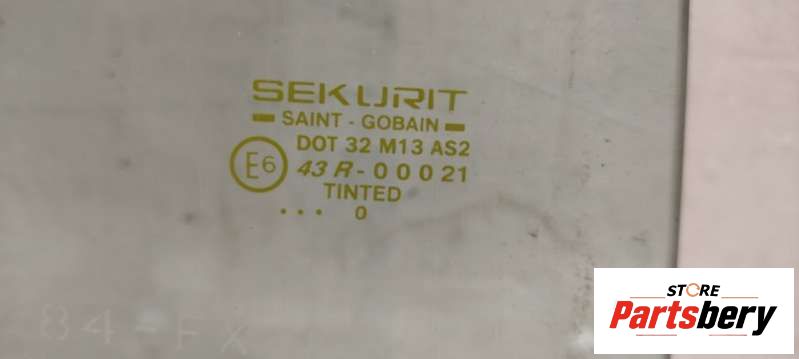 SEKURIT
SAINT - GOBAIN
DOT 32 M13 AS2
E6 43 R - 00021
TINTED
... 0
84-FX
STORE
Partsbery